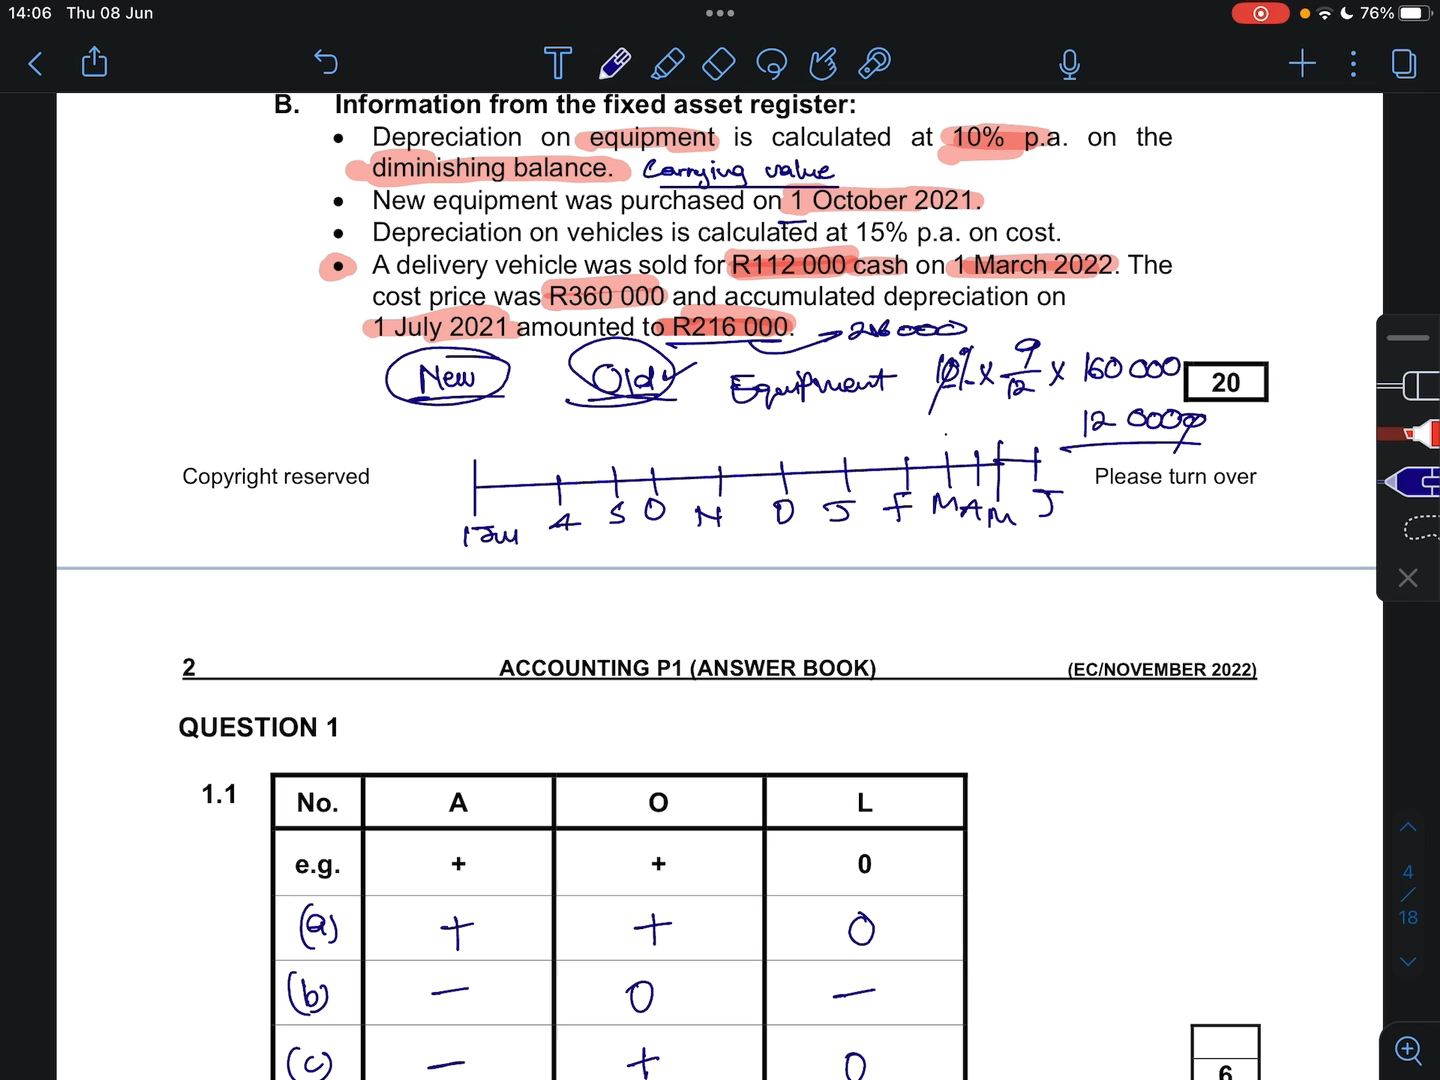 14:06 Thu 08 Jun
76%
B. Information from the fixed asset register:
• Depreciation on equipment is calculated at 10% p.a. on the
diminishing balance. Carrying value
• New equipment was purchased on 1 October 2021.
• Depreciation on vehicles is calculated at 15% p.a. on cost.
• A delivery vehicle was sold for R112 000 cash on 1 March 2022. The
cost price was R360 000 and accumulated depreciation on
1 July 2021 amounted to R216 000. 216 000
New Old Equipment 10% x 9/12 x 160 000 20
12 000
Copyright reserved
Please turn over
1 Jul A S O N D J F M A M J
2 ACCOUNTING P1 (ANSWER BOOK) (EC/NOVEMBER 2022)
QUESTION 1
1.1 No. A O L
e.g. + + 0
(a) + + 0
(b) – 0 –
(c) – + 0
6
4
/
18